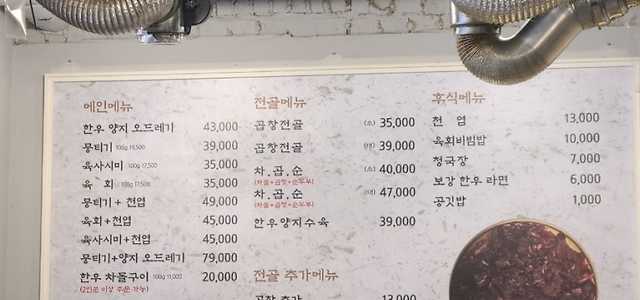 메인메뉴
한우 양지 오드레기 43,000
뭉티기 100g 19,500 39,000
육사시미 100g 17,500 35,000
육 회 100g 17,500 35,000
뭉티기 + 천엽 49,000
육회+천엽 45,000
육사시미+천엽 45,000
뭉티기+양지 오드레기 79,000
한우 차돌구이 100g 11,000 20,000
(2인분 이상 주문 가능)
전골메뉴
곱창전골 (소) 35,000
곱창전골 (대) 39,000
차.곱.순 (소) 40,000
(차돌+곱창+순두부)
차.곱.순 (대) 47,000
(차돌+곱창+순두부)
한우양지수육 39,000
전골 추가메뉴
곱창 추가 13,000
후식메뉴
천 엽 13,000
육회비빔밥 10,000
청국장 7,000
보강 한우 라면 6,000
공깃밥 1,000